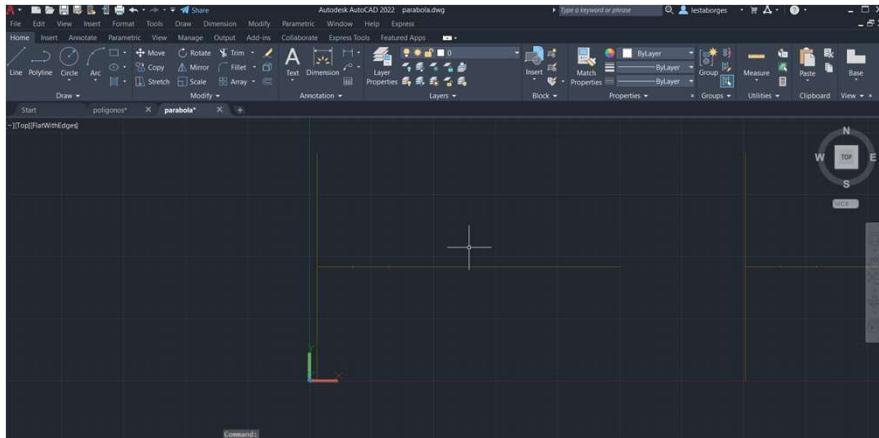 Share Autodesk AutoCAD 2022 parabola.dwg Type a keyword or phrase lestaborges
File Edit View Insert Format Tools Draw Dimension Modify Parametric Window Help Express
Home Insert Annotate Parametric View Manage Output Add-ins Collaborate Express Tools Featured Apps
Line Polyline Circle Arc
Move Rotate Trim
Copy Mirror Fillet
Stretch Scale Array
Text Dimension
Layer Properties
0
Insert
Match Properties
ByLayer
ByLayer
ByLayer
Group Measure Paste Base
Draw Modify Annotation Layers Block Properties Groups Utilities Clipboard View
Start poligonos* X parabola* X +
[Top][FlatWithEdges]
N
W TOP E
S
WCS
Y
X
Command: